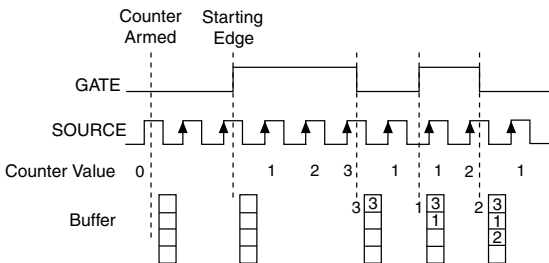 Counter Armed
Starting Edge
GATE
SOURCE
Counter Value 0 1 2 3 1 1 2 1
Buffer
3 3
1 3 1
2 3 1 2